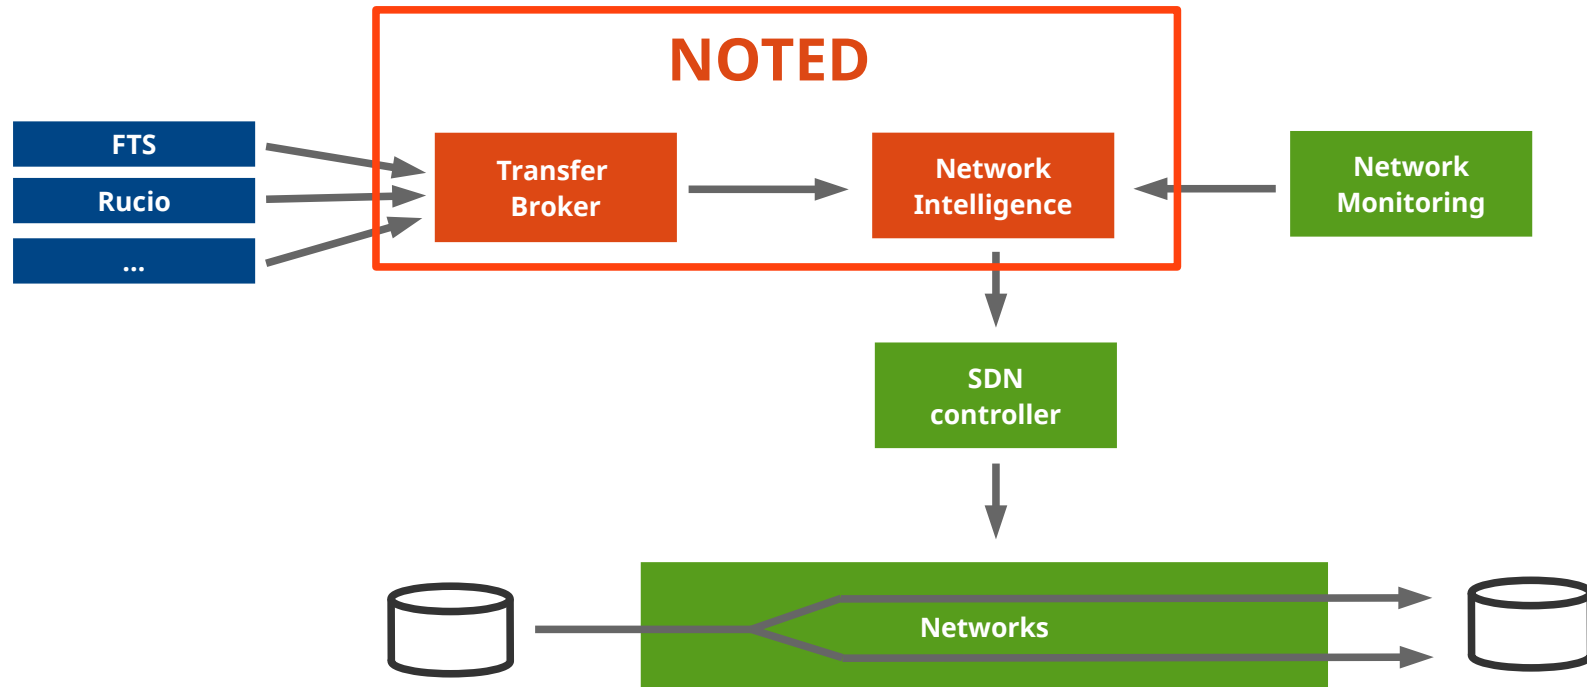 NOTED
FTS
Rucio
...
Transfer
Broker
Network
Intelligence
Network
Monitoring
SDN
controller
Networks